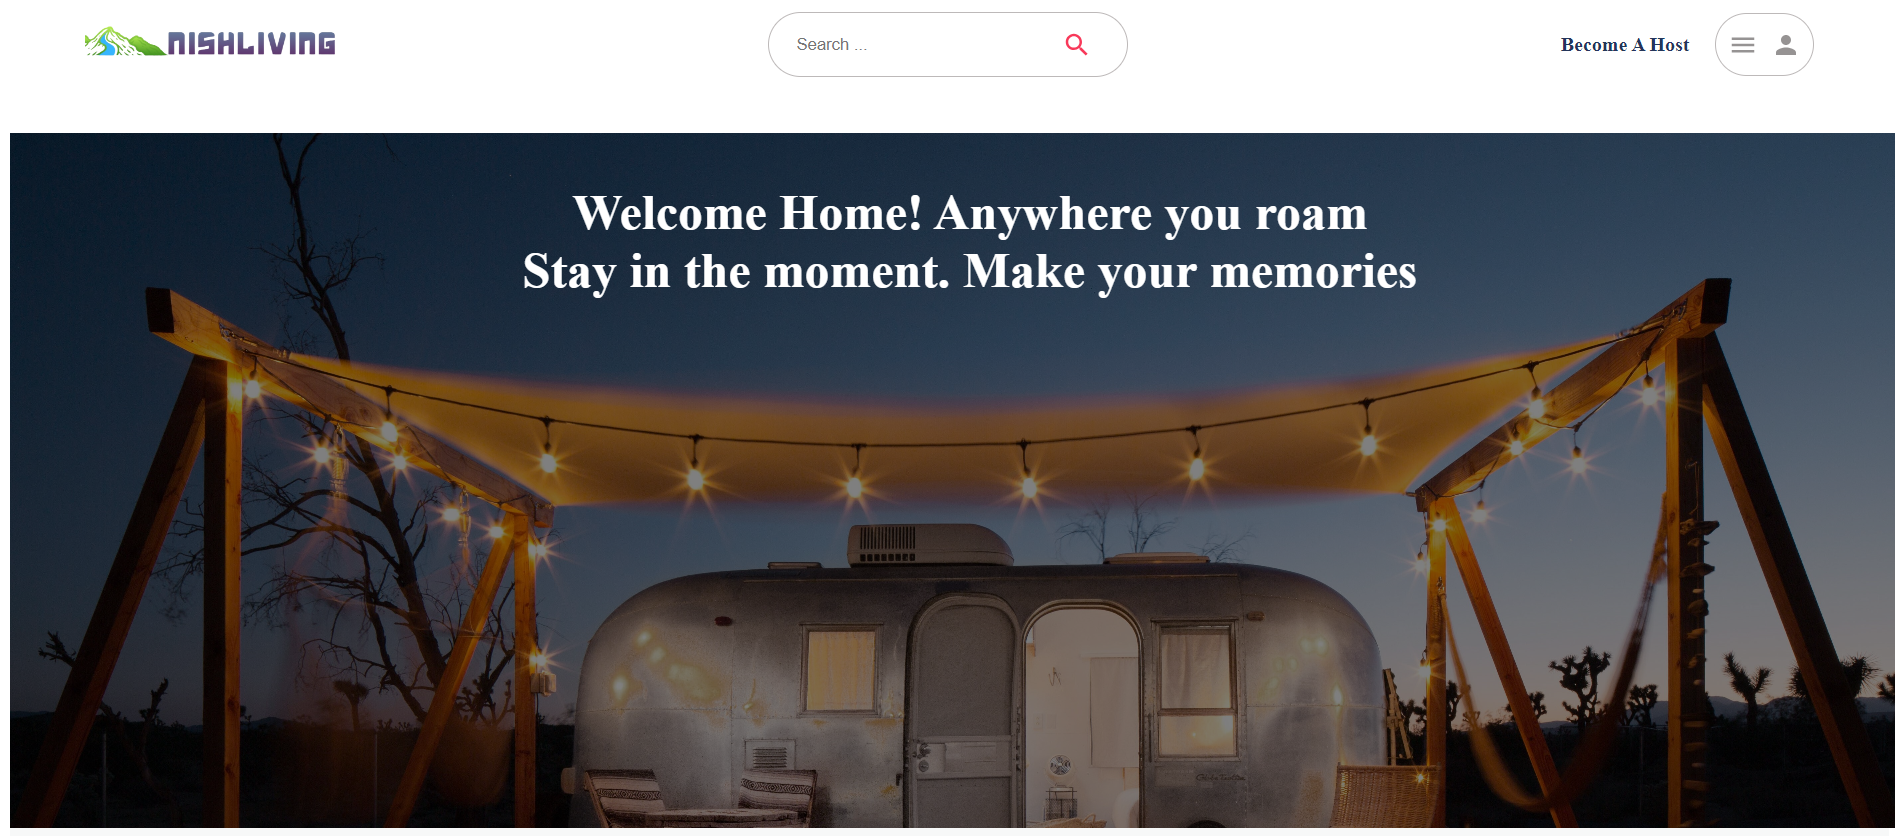 NISHLIVING
Search ...
Become A Host
Welcome Home! Anywhere you roam
Stay in the moment. Make your memories